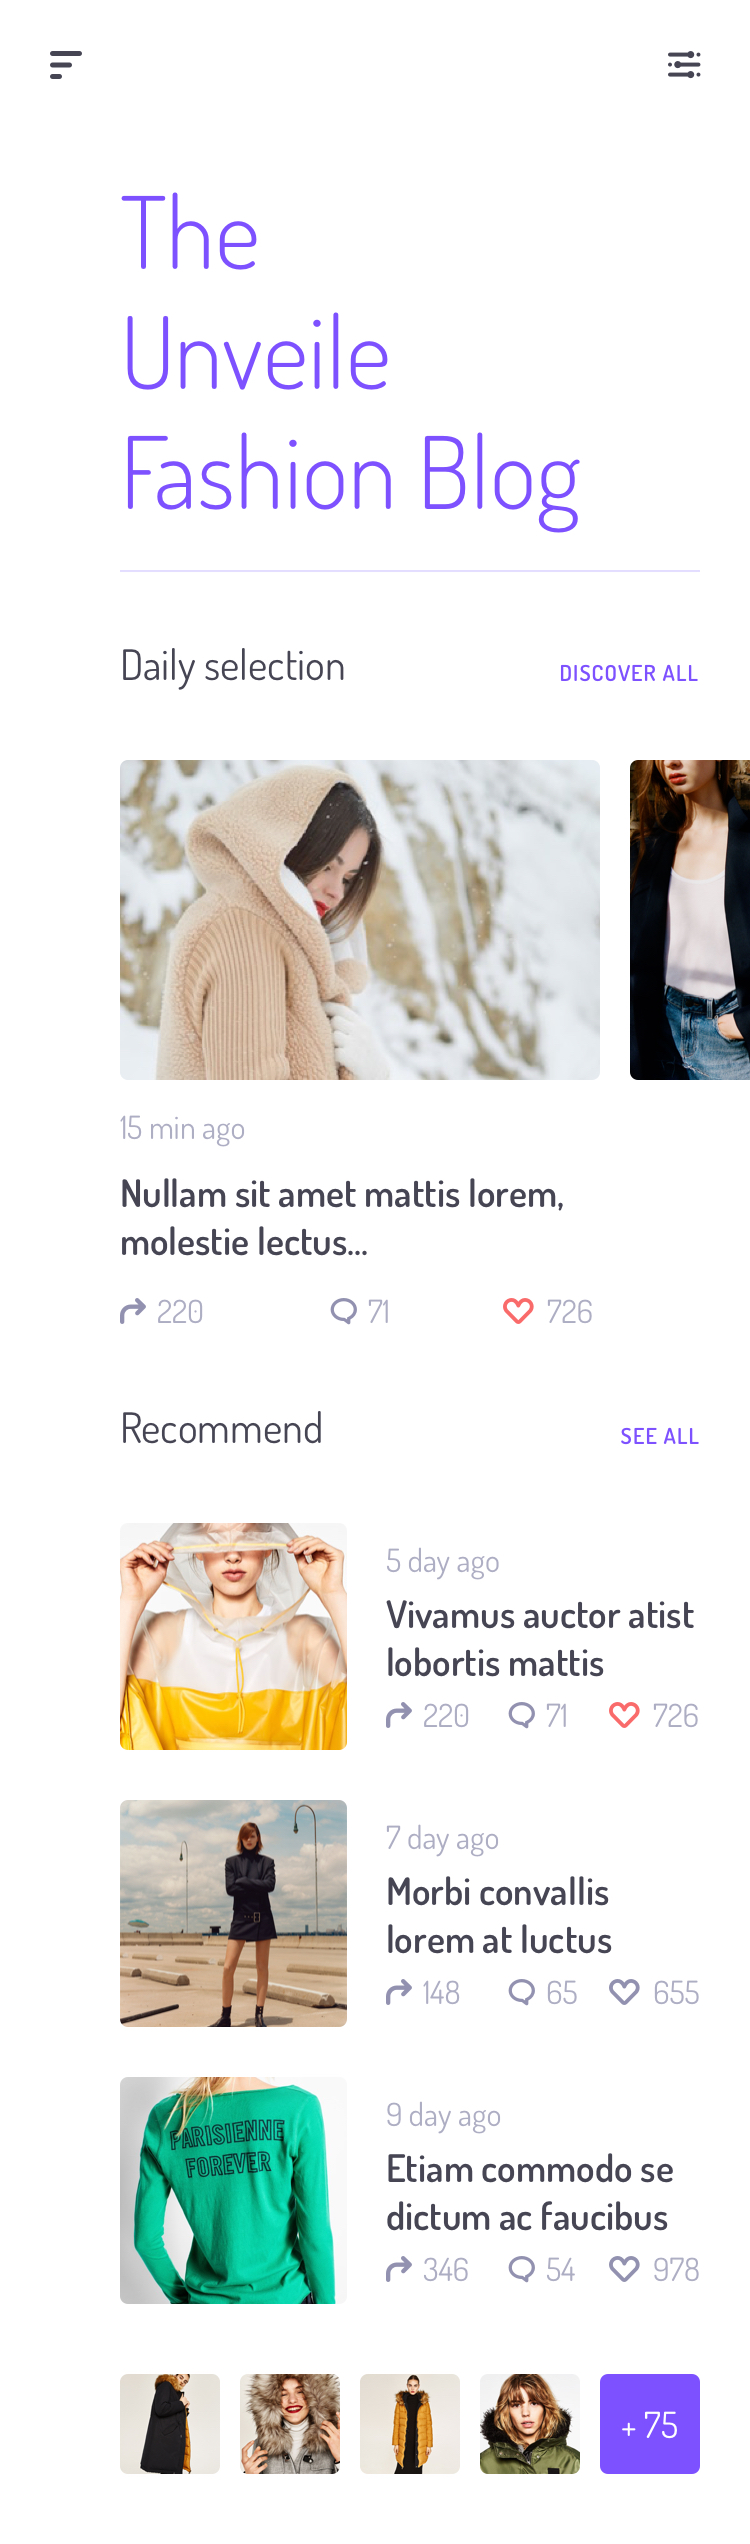 The
Unveile
Fashion Blog
Daily selection
DISCOVER ALL
15 min ago
Nullam sit amet mattis lorem,
molestie lectus...
220 71 726
Recommend
SEE ALL
5 day ago
Vivamus auctor atist
lobortis mattis
220 71 726
7 day ago
Morbi convallis
lorem at luctus
148 65 655
PARISIENNE
FOREVER
9 day ago
Etiam commodo se
dictum ac faucibus
346 54 978
+ 75